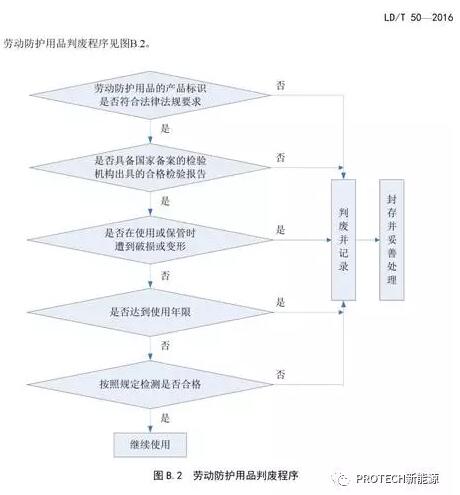 LD/T 50—2016
劳动防护用品判废程序见图B.2。
劳动防护用品的产品标识
是否符合法律法规要求
否
是
是否具备国家备案的检验
机构出具的合格检验报告
否
是
是否在使用或保管时
遭到破损或变形
是
否
是否达到使用年限
是
否
按照规定检测是否合格
否
是
继续使用
判废并记录
封存并妥善处理
图 B.2 劳动防护用品判废程序
PROTECH新能源